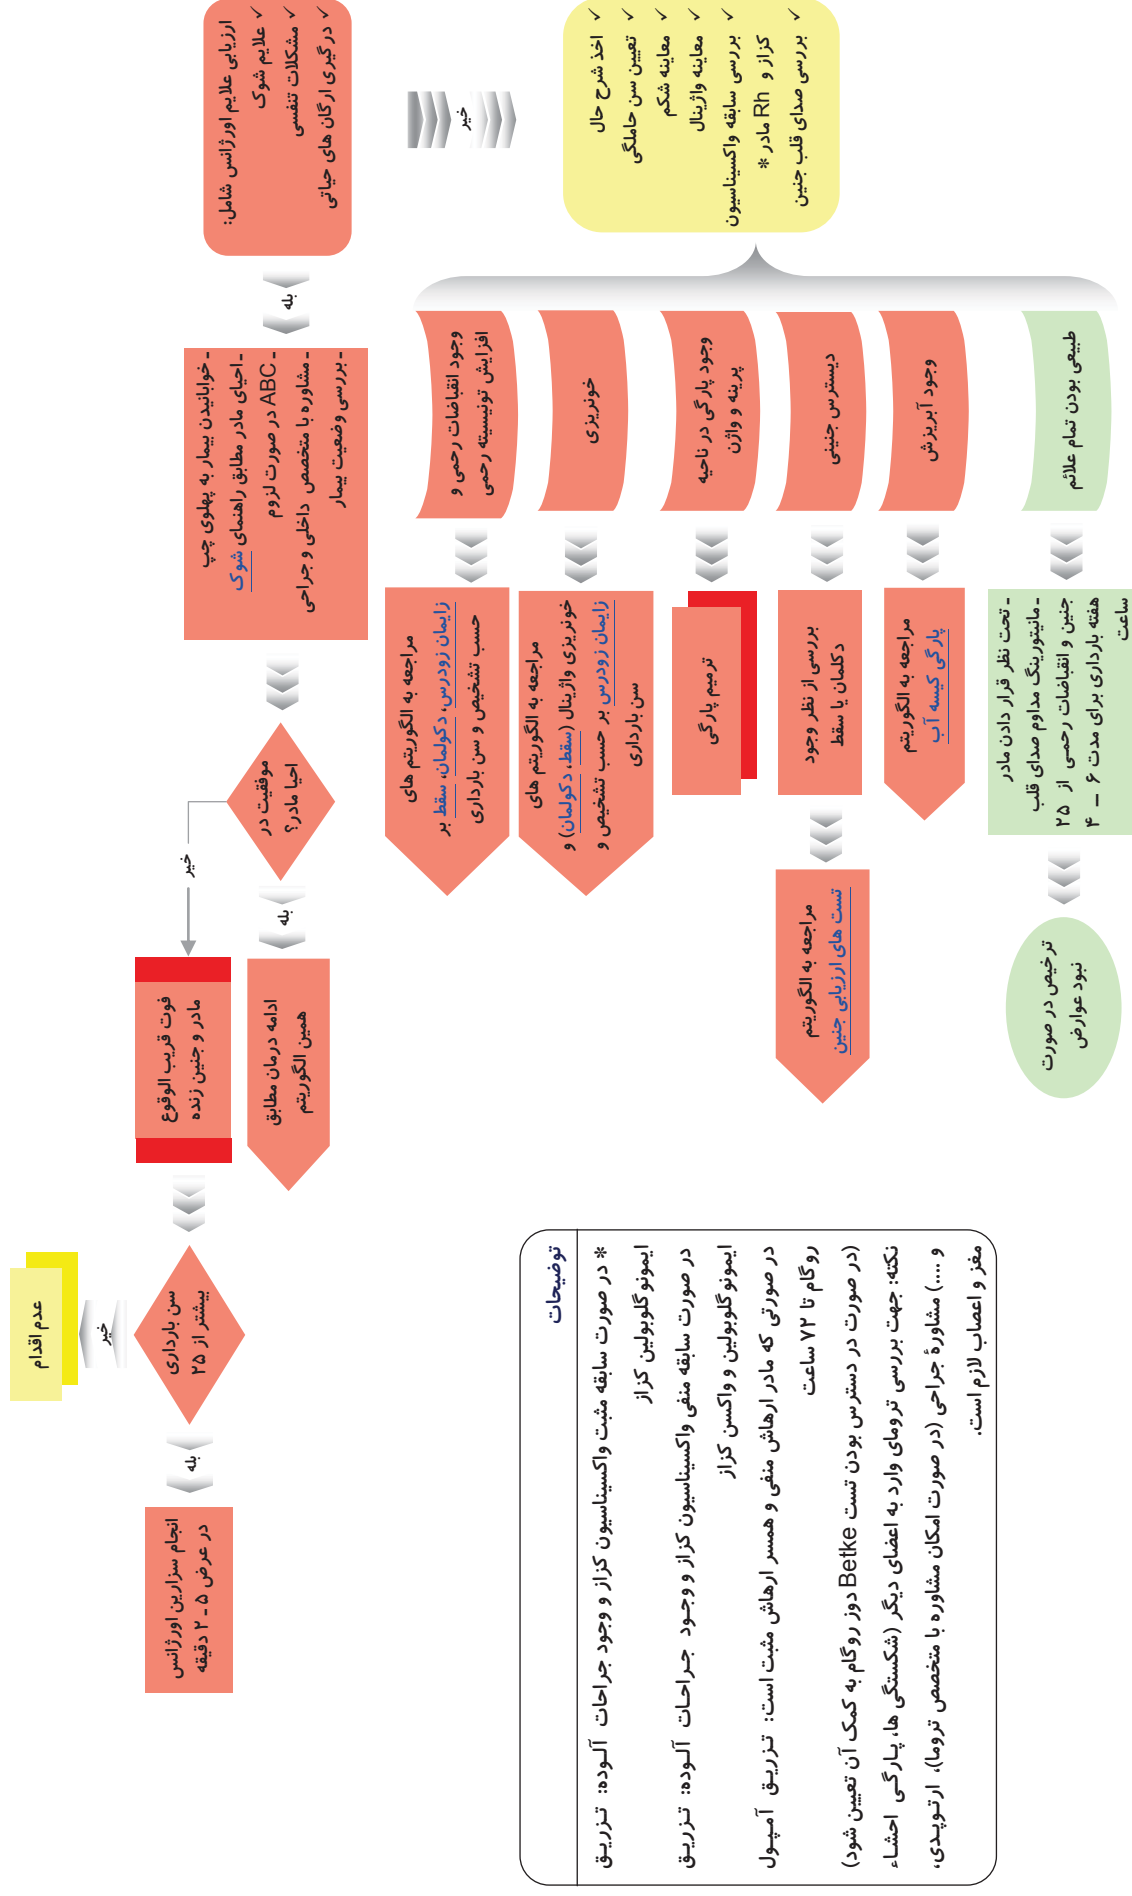 ارزیابی علایم اورژانس شامل:
✓ علایم شوک
✓ مشکلات تنفسی
✓ درگیری ارگان های حیاتی
بله
خیر
ـ خوابانیدن بیمار به پهلوی چپ
ـ احیای مادر مطابق راهنمای شوک
ـ ABC در صورت لزوم
ـ مشاوره با متخصص داخلی و جراحی
ـ بررسی وضعیت بیمار
موفقیت در
احیا مادر؟
خیر
بله
فوت قریب الوقوع
مادر و جنین زنده
ادامه درمان مطابق
همین الگوریتم
سن بارداری
بیشتر از ۲۵
خیر
عدم اقدام
بله
انجام سزارین اورژانس
در عرض ۵ ـ ۲ دقیقه
✓ اخذ شرح حال
✓ تعیین سن حاملگی
✓ معاینه شکم
✓ معاینه واژینال
✓ بررسی سابقه واکسیناسیون
کزاز و Rh مادر *
✓ بررسی صدای قلب جنین
وجود انقباضات رحمی و
افزایش تونیسیته رحمی
مراجعه به الگوریتم های
زایمان زودرس، دکولمان، سقط بر
حسب تشخیص و سن بارداری
خونریزی
مراجعه به الگوریتم های
خونریزی واژینال (سقط، دکولمان) و
زایمان زودرس بر حسب تشخیص و
سن بارداری
وجود پارگی در ناحیه
پرینه و واژن
ترمیم پارگی
دیسترس جنینی
بررسی از نظر وجود
دکلمان یا سقط
مراجعه به الگوریتم
تست های ارزیابی جنین
وجود آبریزش
مراجعه به الگوریتم
پارگی کیسه آب
طبیعی بودن تمام علائم
ـ تحت نظر قرار دادن مادر
ـ مانیتورینگ مداوم صدای قلب
جنین و انقباضات رحمی از ۲۵
هفته بارداری برای مدت ۶ ــ ۴
ساعت
ترخیص در صورت
نبود عوارض
توضیحات
* در صورت سابقه مثبت واکسیناسیون کزاز و وجود جراحات آلوده: تزریق
ایمونوگلوبولین کزاز
در صورت سابقه منفی واکسیناسیون کزاز و وجود جراحات آلوده: تزریق
ایمونوگلوبولین و واکسن کزاز
در صورتی که مادر ارهاش منفی و همسر ارهاش مثبت است: تزریق آمپول
روگام تا ۷۲ ساعت
(در صورت در دسترس بودن تست Betke دوز روگام به کمک آن تعیین شود)
نکته: جهت بررسی ترومای وارد به اعضای دیگر (شکستگی ها، پارگی احشاء
و ....) مشاورهٔ جراحی (در صورت امکان مشاوره با متخصص تروما)، ارتوپدی،
مغز و اعصاب لازم است.